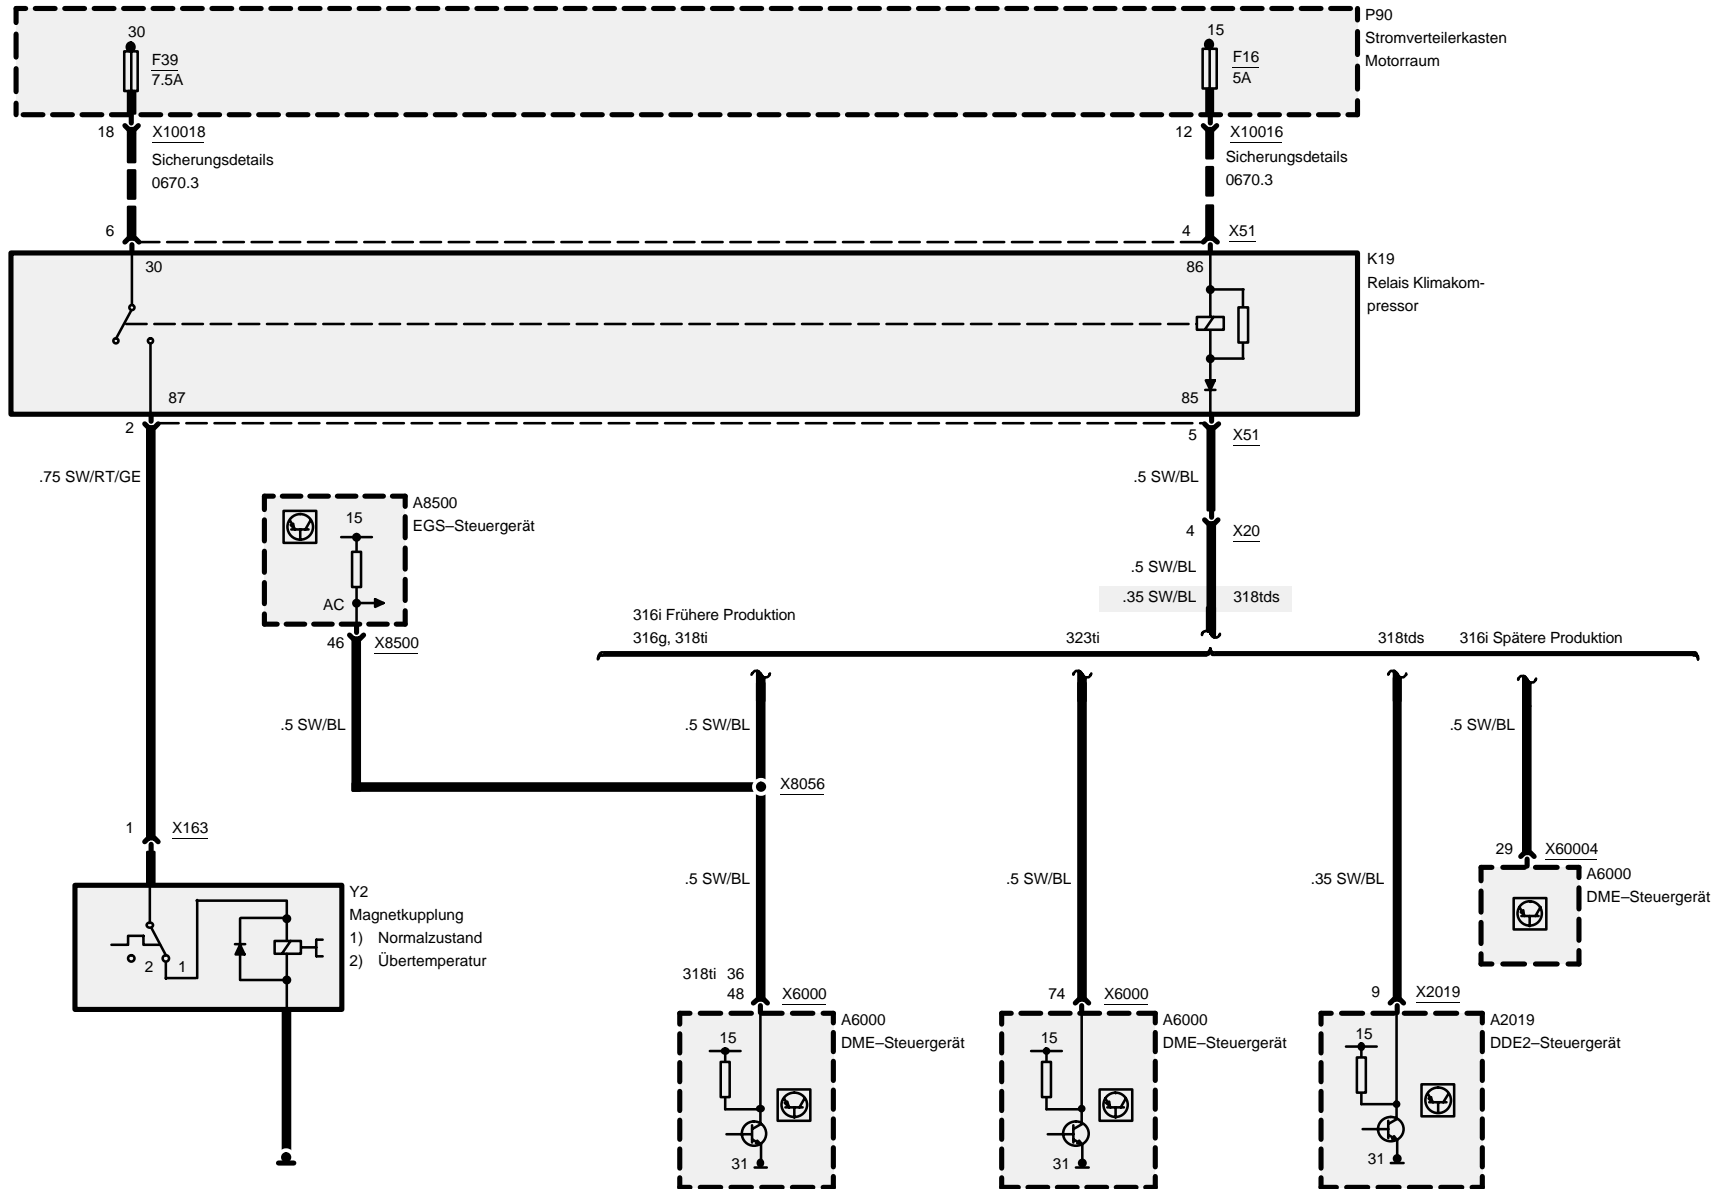 P90
Stromverteilerkasten
Motorraum
30
F39
7.5A
15
F16
5A
18
X10018
Sicherungsdetails
0670.3
12
X10016
Sicherungsdetails
0670.3
6
4
X51
30
86
K19
Relais Klimakom-
pressor
87
85
2
5
X51
.75 SW/RT/GE
.5 SW/BL
A8500
EGS–Steuergerät
15
AC
4
X20
.5 SW/BL
.35 SW/BL
318tds
46
X8500
316i Frühere Produktion
316g, 318ti
323ti
318tds
316i Spätere Produktion
.5 SW/BL
.5 SW/BL
.5 SW/BL
X8056
1
X163
29
X60004
A6000
DME–Steuergerät
.5 SW/BL
.5 SW/BL
.35 SW/BL
Y2
Magnetkupplung
1) Normalzustand
2) Übertemperatur
2
1
318ti 36
48
X6000
74
X6000
9
X2019
A6000
DME–Steuergerät
15
31
A6000
DME–Steuergerät
15
31
A2019
DDE2–Steuergerät
15
31